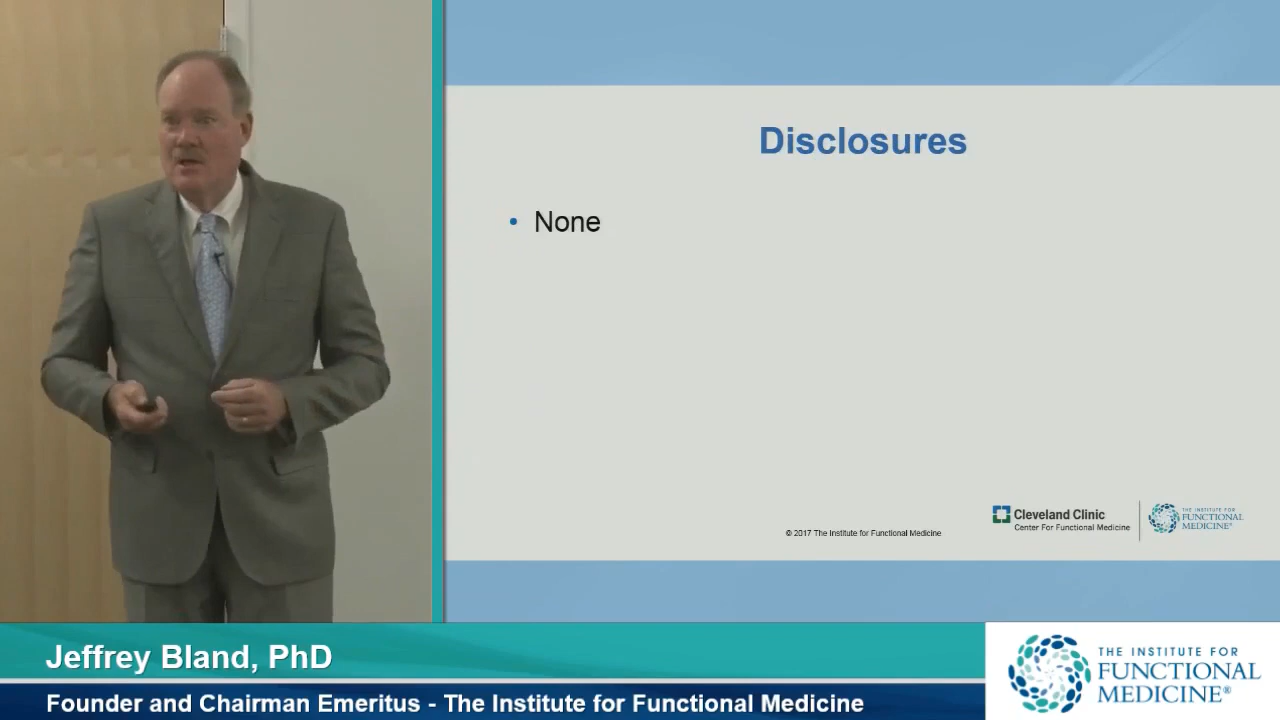 Disclosures
• None
© 2017 The Institute for Functional Medicine
Cleveland Clinic
Center For Functional Medicine
THE INSTITUTE FOR
FUNCTIONAL
MEDICINE®
Jeffrey Bland, PhD
Founder and Chairman Emeritus - The Institute for Functional Medicine
THE INSTITUTE FOR
FUNCTIONAL
MEDICINE®